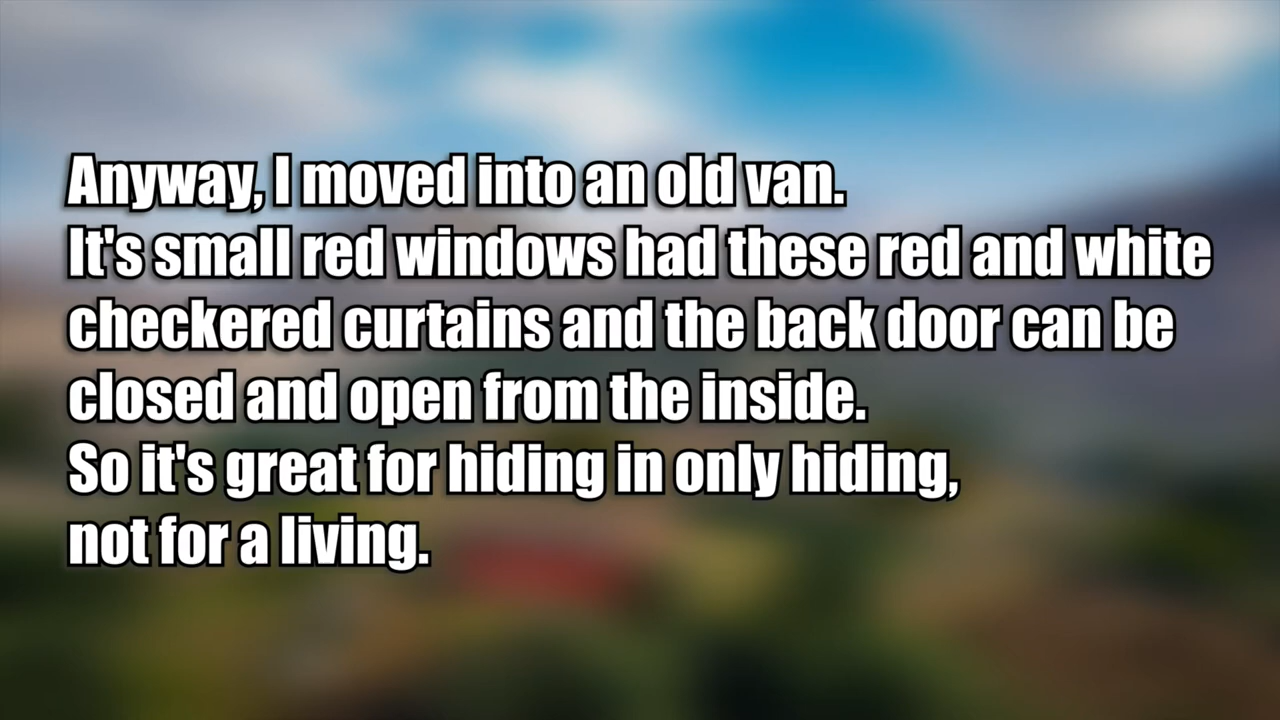 Anyway, I moved into an old van.
It's small red windows had these red and white
checkered curtains and the back door can be
closed and open from the inside.
So it's great for hiding in only hiding,
not for a living.